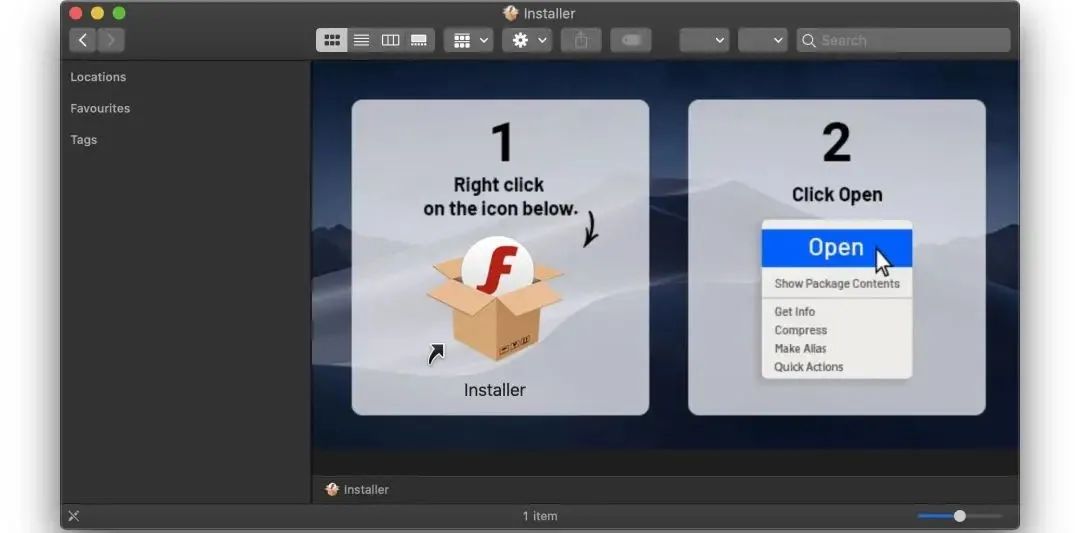 Installer
Search
Locations
Favourites
Tags
1
Right click
on the icon below.
Installer
2
Click Open
Open
Show Package Contents
Get Info
Compress
Make Alias
Quick Actions
Installer
1 item